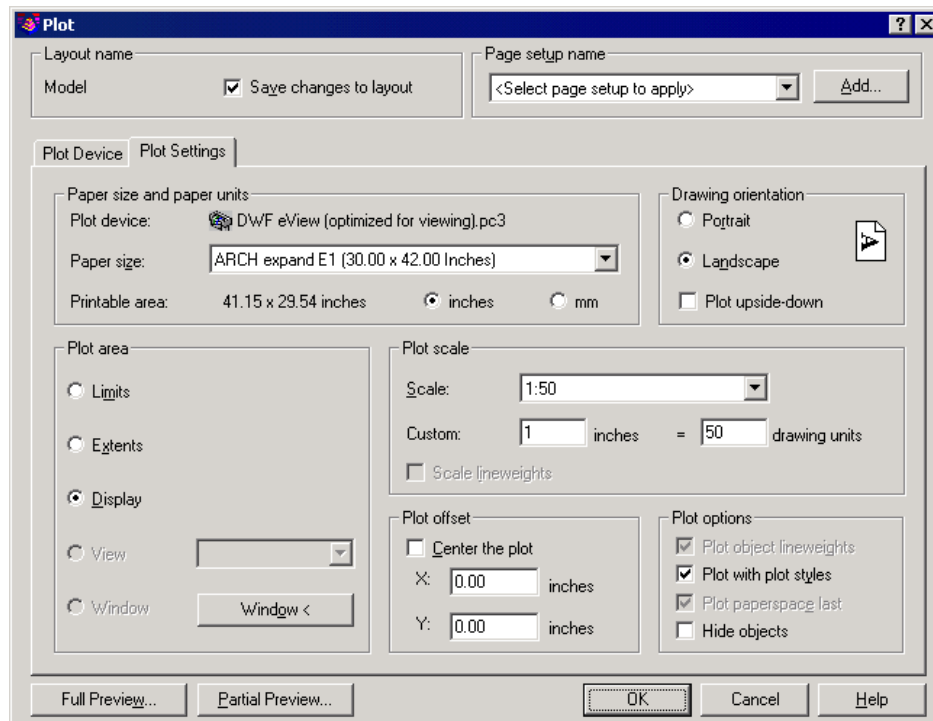 Plot
Layout name
Model
Save changes to layout
Page setup name
<Select page setup to apply>
Add...
Plot Device
Plot Settings
Paper size and paper units
Plot device: DWF eView (optimized for viewing).pc3
Paper size: ARCH expand E1 (30.00 x 42.00 Inches)
Printable area: 41.15 x 29.54 inches inches mm
Drawing orientation
Portrait
Landscape
A
Plot upside-down
Plot area
Limits
Extents
Display
View
Window
Window <
Plot scale
Scale: 1:50
Custom: 1 inches = 50 drawing units
Scale lineweights
Plot offset
Center the plot
X: 0.00 inches
Y: 0.00 inches
Plot options
Plot object lineweights
Plot with plot styles
Plot paperspace last
Hide objects
Full Preview...
Partial Preview...
OK
Cancel
Help